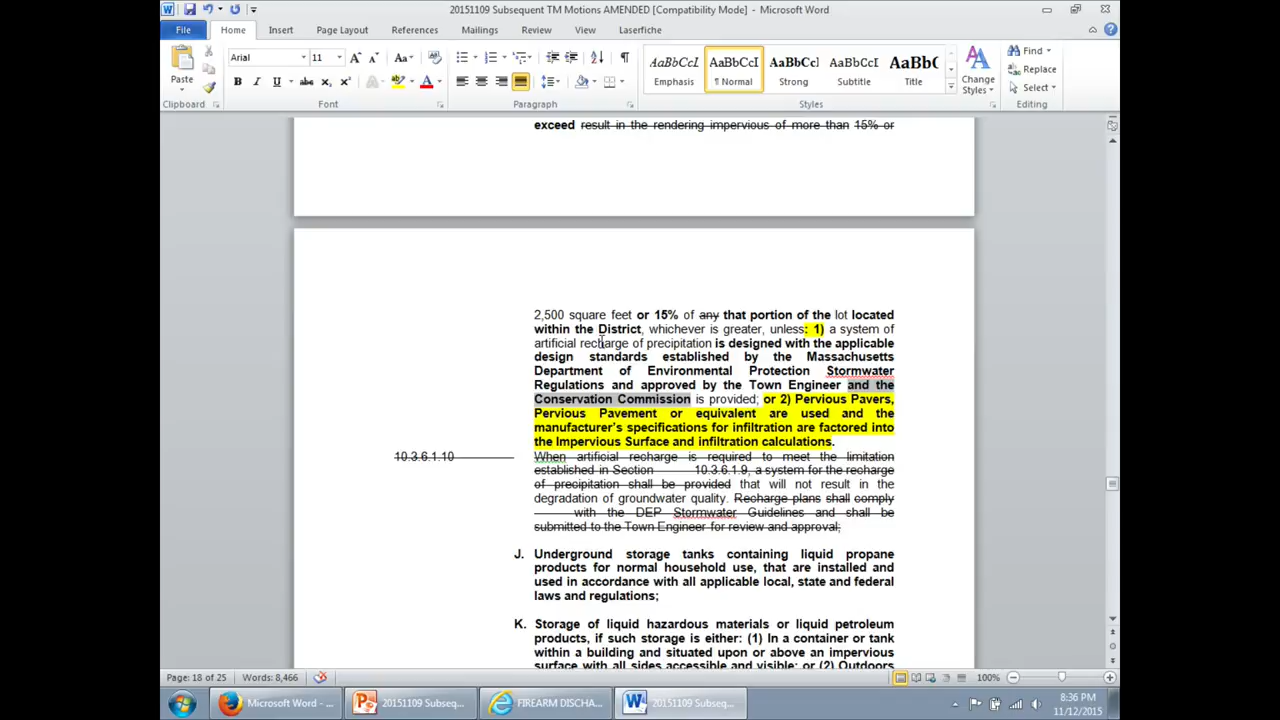 20151109 Subsequent TM Motions AMENDED [Compatibility Mode] - Microsoft Word
File Home Insert Page Layout References Mailings Review View Laserfiche
Paste
Clipboard
Arial 11
Font
Paragraph
AaBbCcI AaBbCcI AaBbCcI AaBbCcI AaBb(
Emphasis ¶ Normal Strong Subtitle Title
Change Styles
Styles
Find
Replace
Select
Editing
exceed result in the rendering impervious of more than 15% or
2,500 square feet or 15% of any that portion of the lot located
within the District, whichever is greater, unless: 1) a system of
artificial recharge of precipitation is designed with the applicable
design standards established by the Massachusetts
Department of Environmental Protection Stormwater
Regulations and approved by the Town Engineer and the
Conservation Commission is provided; or 2) Pervious Pavers,
Pervious Pavement or equivalent are used and the
manufacturer's specifications for infiltration are factored into
the Impervious Surface and infiltration calculations.
10.3.6.1.10 When artificial recharge is required to meet the limitation
established in Section 10.3.6.1.9, a system for the recharge
of precipitation shall be provided that will not result in the
degradation of groundwater quality. Recharge plans shall comply
with the DEP Stormwater Guidelines and shall be
submitted to the Town Engineer for review and approval;
J. Underground storage tanks containing liquid propane
products for normal household use, that are installed and
used in accordance with all applicable local, state and federal
laws and regulations;
K. Storage of liquid hazardous materials or liquid petroleum
products, if such storage is either: (1) In a container or tank
within a building and situated upon or above an impervious
surface with all sides accessible and visible; or (2) Outdoors
Page: 18 of 25 Words: 8,466 100%
Microsoft Word - ... 20151109 Subseq... FIREARM DISCHA... 20151109 Subseq...
8:36 PM
11/12/2015